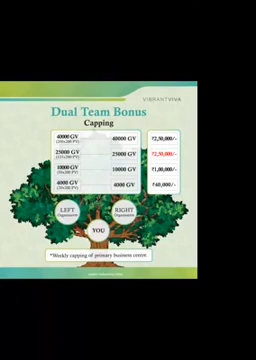 VIBRANTVIVA
Dual Team Bonus
Capping
40000 GV 40000 GV ₹2,50,000/-
25000 GV 25000 GV ₹2,50,000/-
10000 GV 10000 GV ₹1,00,000/-
4000 GV 4000 GV ₹40,000/-
LEFT
Organization
RIGHT
Organization
YOU
*Weekly capping of primary business centre.